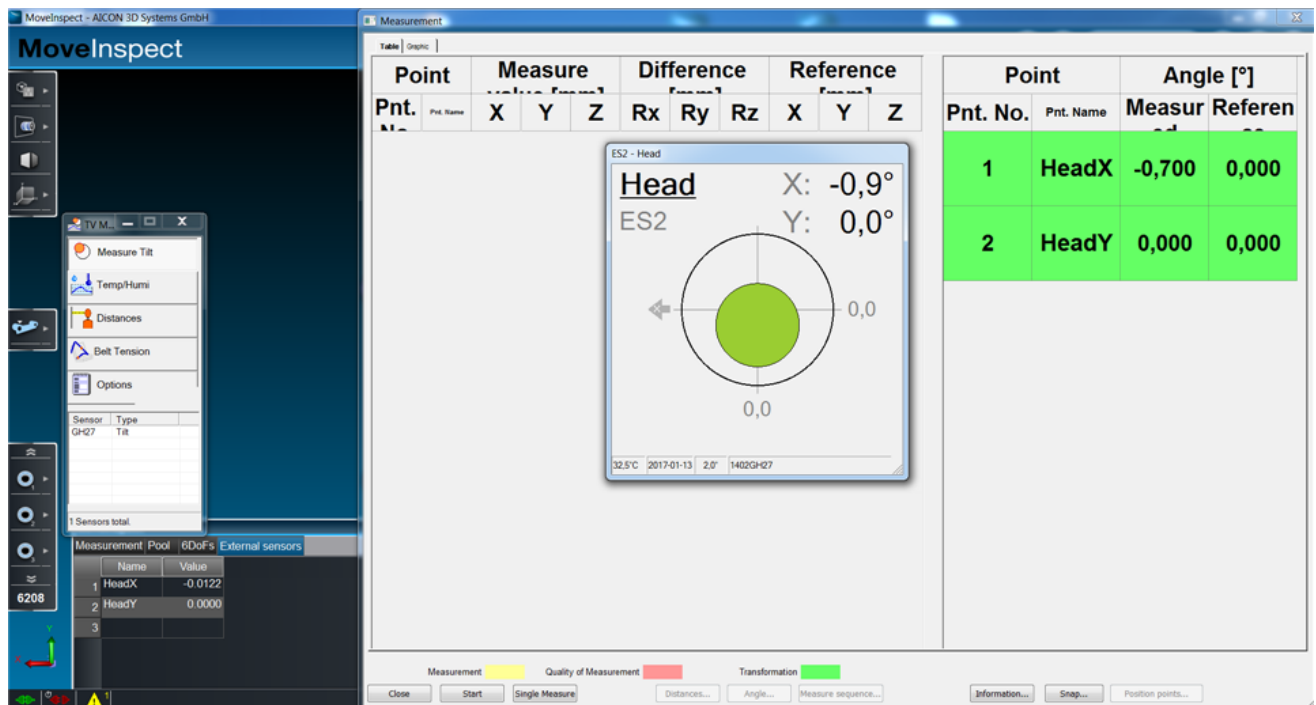 MoveInspect - AICON 3D Systems GmbH
MoveInspect
TV M...
Measure Tilt
Temp/Humi
Distances
Belt Tension
Options
Sensor Type
GH27 Tilt
1 Sensors total.
Measurement Pool 6DoFs External sensors
Name Value
1 HeadX -0.0122
2 HeadY 0.0000
3
6208
Measurement
Table Graphic
Point Measure Difference Reference
Pnt. Pnt. Name X Y Z Rx Ry Rz X Y Z
Point Angle [°]
Pnt. No. Pnt. Name Measur Referen
1 HeadX -0,700 0,000
2 HeadY 0,000 0,000
ES2 - Head
Head X: -0,9°
ES2 Y: 0,0°
X
0,0
0,0
32,5°C 2017-01-13 2,0° 1402GH27
Measurement Quality of Measurement Transformation
Close Start Single Measure Distances... Angle... Measure sequence... Information... Snap... Position points...